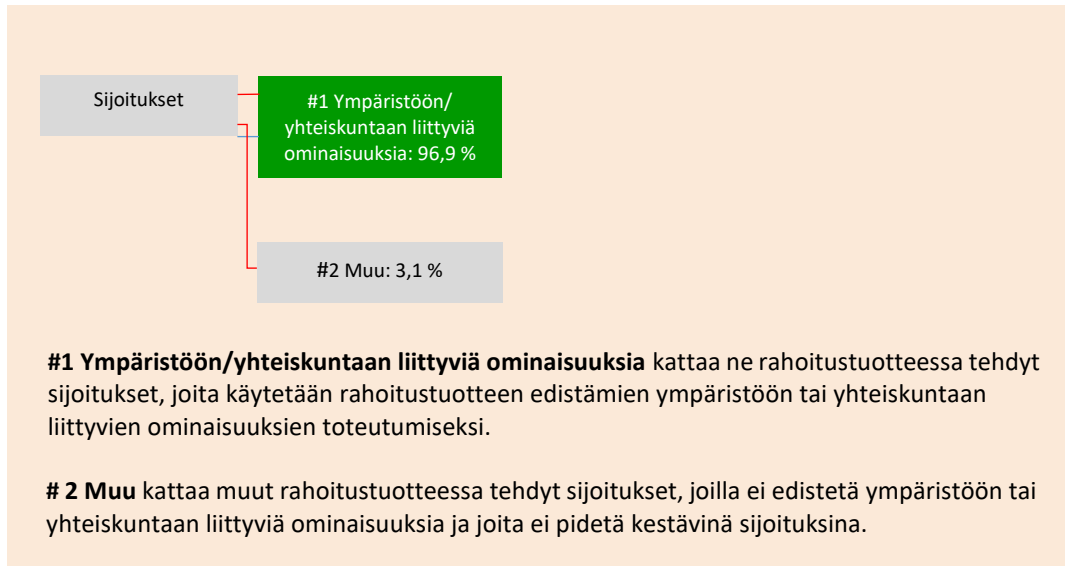 Sijoitukset
#1 Ympäristöön/
yhteiskuntaan liittyviä
ominaisuuksia: 96,9 %
#2 Muu: 3,1 %
#1 Ympäristöön/yhteiskuntaan liittyviä ominaisuuksia kattaa ne rahoitustuotteessa tehdyt
sijoitukset, joita käytetään rahoitustuotteen edistämien ympäristöön tai yhteiskuntaan
liittyvien ominaisuuksien toteutumiseksi.
# 2 Muu kattaa muut rahoitustuotteessa tehdyt sijoitukset, joilla ei edistetä ympäristöön tai
yhteiskuntaan liittyviä ominaisuuksia ja joita ei pidetä kestävinä sijoituksina.